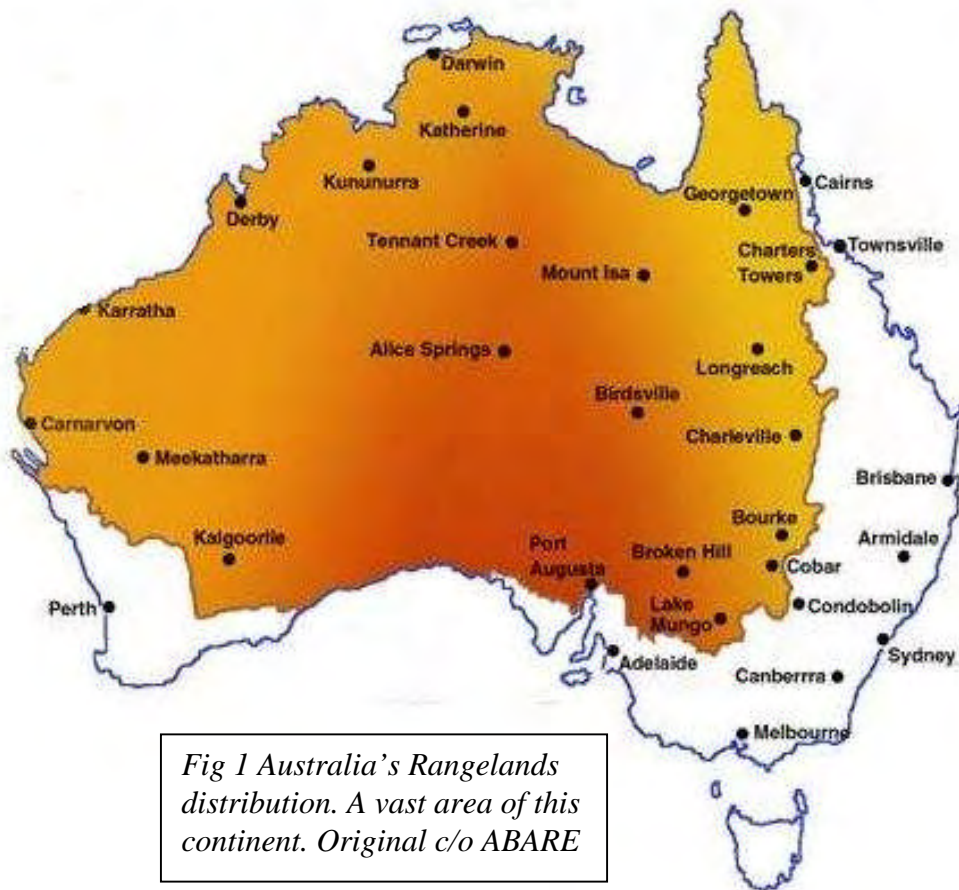 Darwin
Katherine
Kununurra
Cairns
Georgetown
Derby
Tennant Creek
Townsville
Charters
Towers
Mount Isa
Karratha
Alice Springs
Longreach
Birdsville
Carnarvon
Charleville
Meekatharra
Brisbane
Bourke
Armidale
Kalgoorlie
Port
Augusta
Broken Hill
Cobar
Perth
Lake
Mungo
Condobolin
Adelaide
Sydney
Canberrra
Melbourne
Fig 1 Australia’s Rangelands
distribution. A vast area of this
continent. Original c/o ABARE